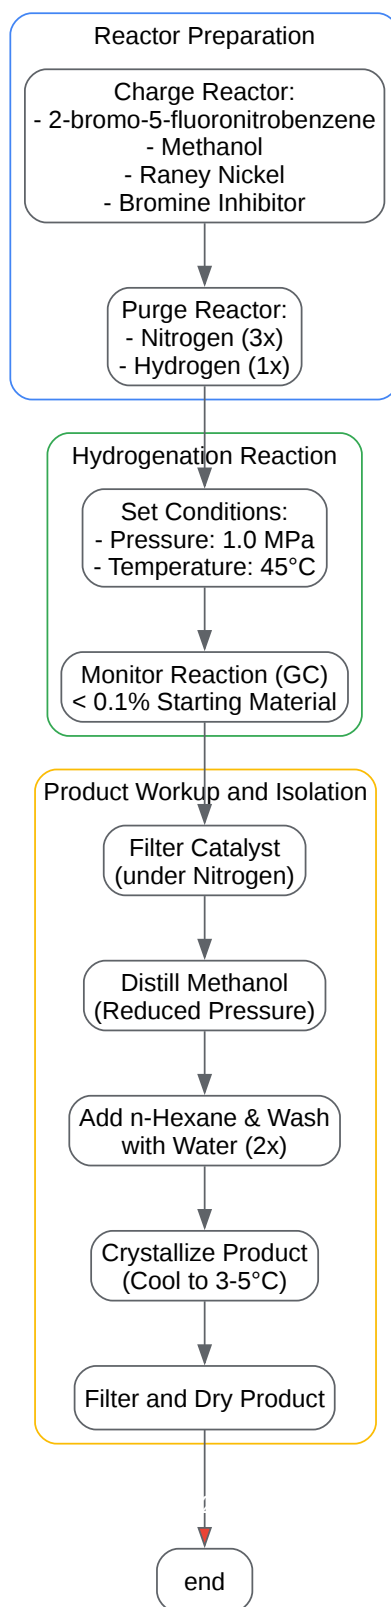 Reactor Preparation
Charge Reactor:
- 2-bromo-5-fluoronitrobenzene
- Methanol
- Raney Nickel
- Bromine Inhibitor
Purge Reactor:
- Nitrogen (3x)
- Hydrogen (1x)
Hydrogenation Reaction
Set Conditions:
- Pressure: 1.0 MPa
- Temperature: 45°C
Monitor Reaction (GC)
< 0.1% Starting Material
Product Workup and Isolation
Filter Catalyst
(under Nitrogen)
Distill Methanol
(Reduced Pressure)
Add n-Hexane & Wash
with Water (2x)
Crystallize Product
(Cool to 3-5°C)
Filter and Dry Product
end